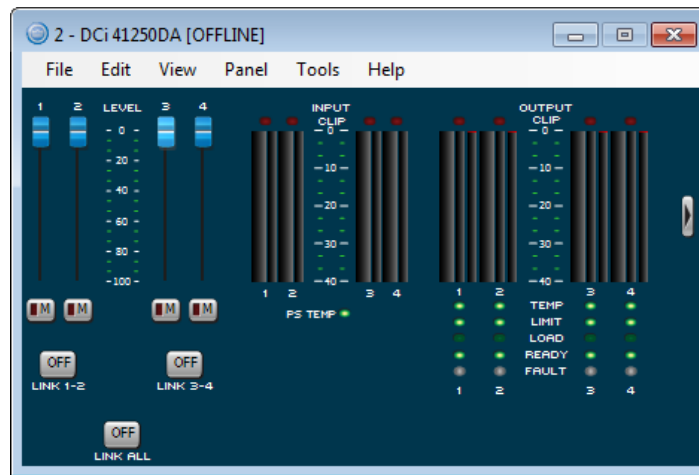 2 - DCi 41250DA [OFFLINE]
File Edit View Panel Tools Help
1 2 LEVEL 3 4 INPUT CLIP OUTPUT CLIP
- 0 - - 0 - - 0 -
- 20 - -10- -10-
- 40 - -20- -20-
- 60 - -30- -30-
- 80 - -40- -40-
-100-
1 2 3 4 1 2 3 4
M M M M
PS TEMP
TEMP
LIMIT
LOAD
READY
FAULT
1 2 3 4
OFF OFF
LINK 1-2 LINK 3-4
OFF
LINK ALL